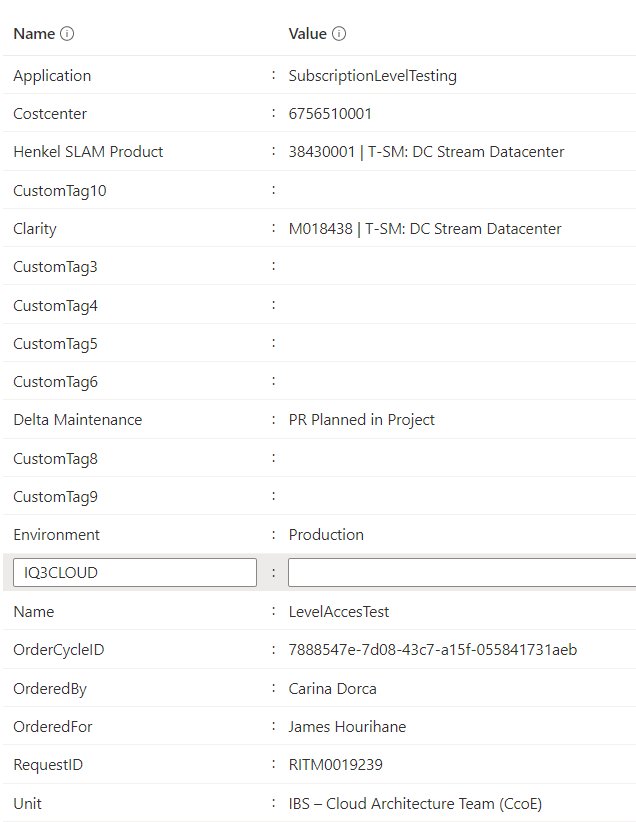 Name Value
Application : SubscriptionLevelTesting
Costcenter : 6756510001
Henkel SLAM Product : 38430001 | T-SM: DC Stream Datacenter
CustomTag10 :
Clarity : M018438 | T-SM: DC Stream Datacenter
CustomTag3 :
CustomTag4 :
CustomTag5 :
CustomTag6 :
Delta Maintenance : PR Planned in Project
CustomTag8 :
CustomTag9 :
Environment : Production
IQ3CLOUD :
Name : LevelAccesTest
OrderCycleID : 7888547e-7d08-43c7-a15f-055841731aeb
OrderedBy : Carina Dorca
OrderedFor : James Hourihane
RequestID : RITM0019239
Unit : IBS – Cloud Architecture Team (CcoE)